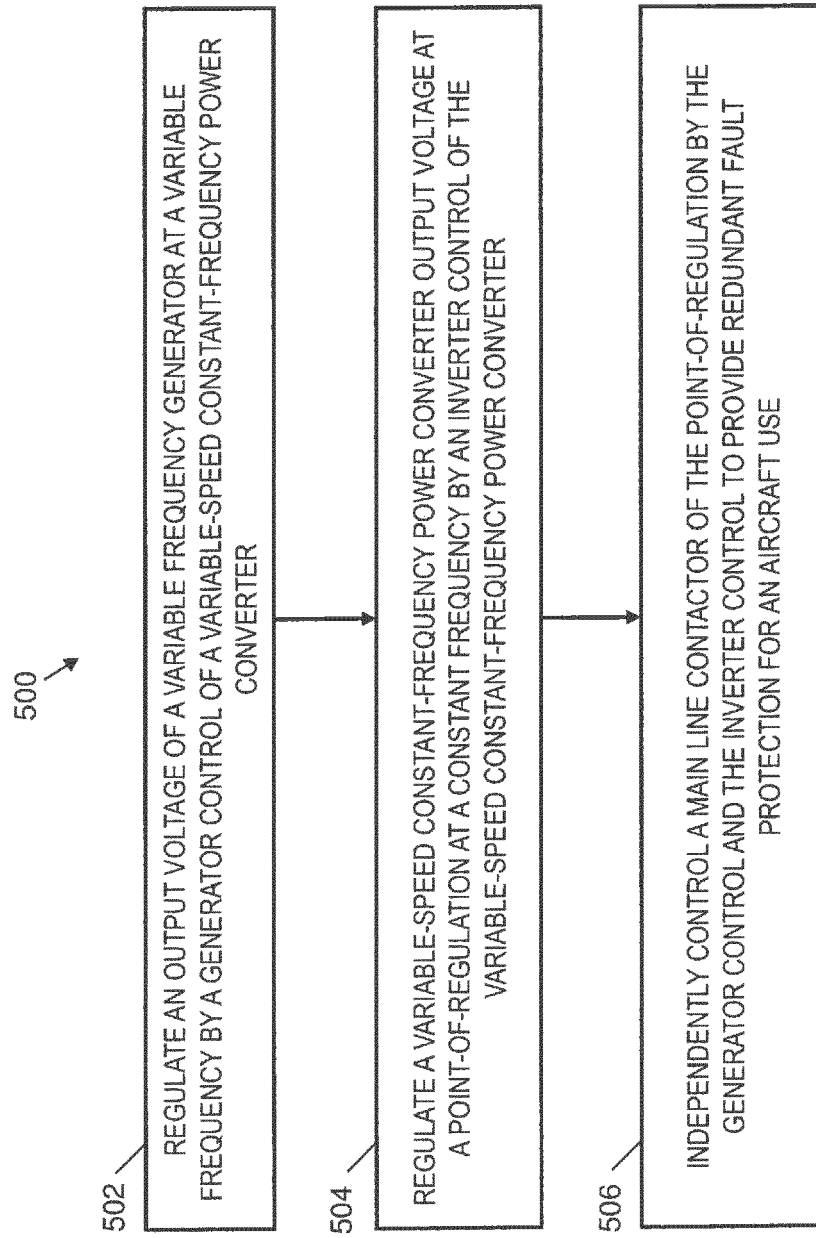 500
502
REGULATE AN OUTPUT VOLTAGE OF A VARIABLE FREQUENCY GENERATOR AT A VARIABLE
FREQUENCY BY A GENERATOR CONTROL OF A VARIABLE-SPEED CONSTANT-FREQUENCY POWER
CONVERTER
504
REGULATE A VARIABLE-SPEED CONSTANT-FREQUENCY POWER CONVERTER OUTPUT VOLTAGE AT
A POINT-OF-REGULATION AT A CONSTANT FREQUENCY BY AN INVERTER CONTROL OF THE
VARIABLE-SPEED CONSTANT-FREQUENCY POWER CONVERTER
506
INDEPENDENTLY CONTROL A MAIN LINE CONTACTOR OF THE POINT-OF-REGULATION BY THE
GENERATOR CONTROL AND THE INVERTER CONTROL TO PROVIDE REDUNDANT FAULT
PROTECTION FOR AN AIRCRAFT USE